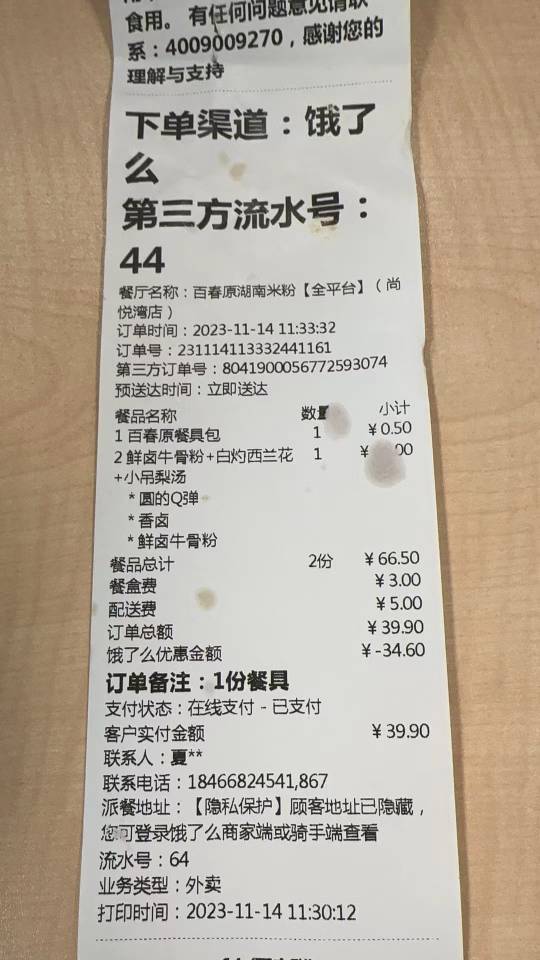 食用。有任何问题意见请联
系：4009009270，感谢您的
理解与支持
下单渠道：饿了
么
第三方流水号：
44
餐厅名称：百春原湖南米粉【全平台】（尚
悦湾店）
订单时间：2023-11-14 11:33:32
订单号：231114113332441161
第三方订单号：8041900056772593074
预送达时间：立即送达
餐品名称 数量 小计
1 百春原餐具包 1 ￥0.50
2 鲜卤牛骨粉+白灼西兰花 1 ￥ .00
+小吊梨汤
* 圆的Q弹
* 香卤
* 鲜卤牛骨粉
餐品总计 2份 ￥66.50
餐盒费 ￥3.00
配送费 ￥5.00
订单总额 ￥39.90
饿了么优惠金额 ￥-34.60
订单备注：1份餐具
支付状态：在线支付 - 已支付
客户实付金额 ￥39.90
联系人：夏**
联系电话：18466824541,867
派餐地址：【隐私保护】顾客地址已隐藏，
您可登录饿了么商家端或骑手端查看
流水号：64
业务类型：外卖
打印时间：2023-11-14 11:30:12